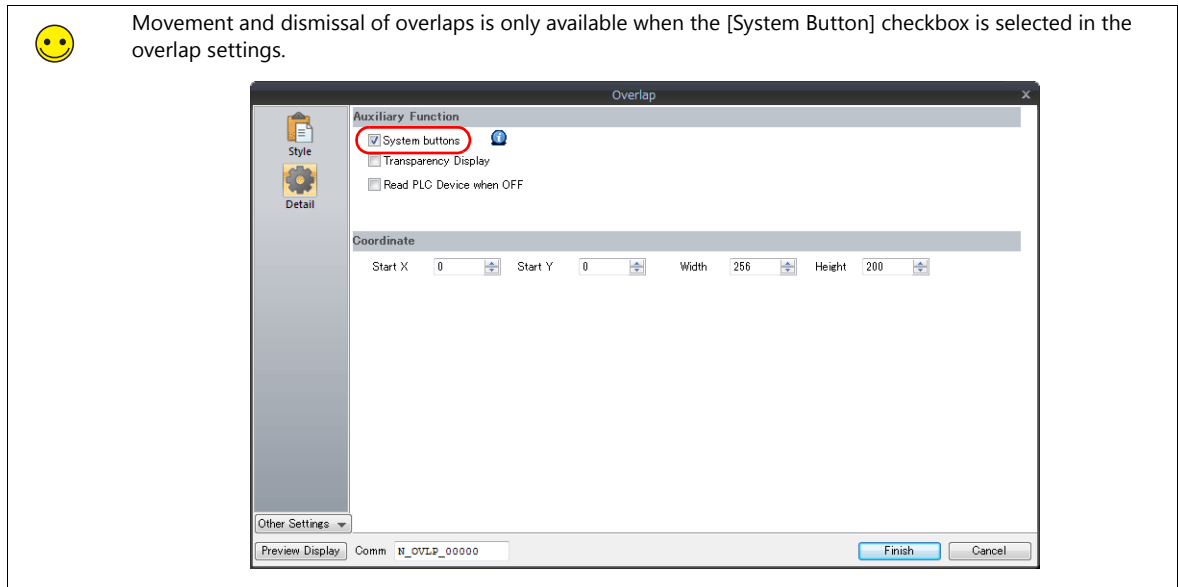 Movement and dismissal of overlaps is only available when the [System Button] checkbox is selected in the
overlap settings.
Overlap
x
Auxiliary Function
System buttons
Style
Transparency Display
Read PLC Device when OFF
Detail
Coordinate
Start X 0 Start Y 0 Width 256 Height 200
Other Settings
Preview Display Comm N_OVLP_00000 Finish Cancel